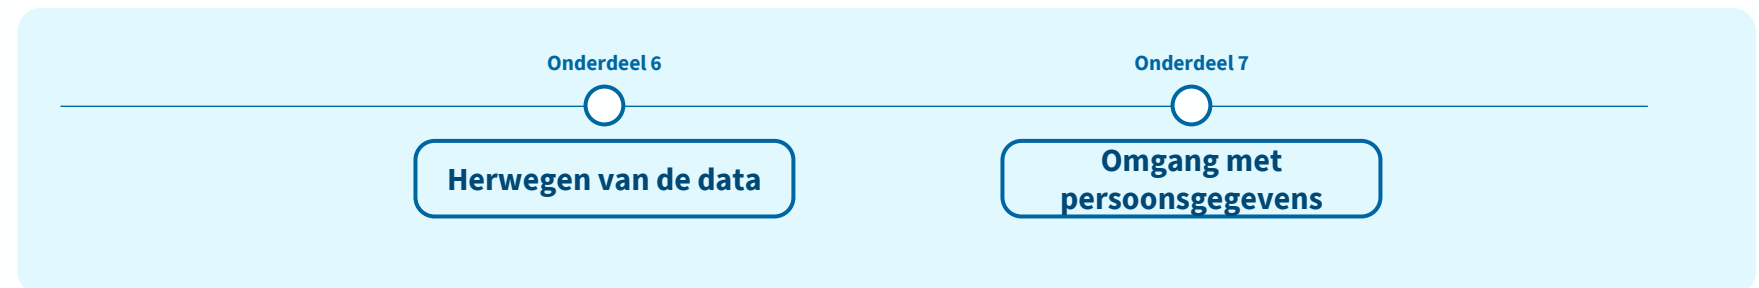 Onderdeel 6
Onderdeel 7
Herwegen van de data
Omgang met
persoonsgegevens